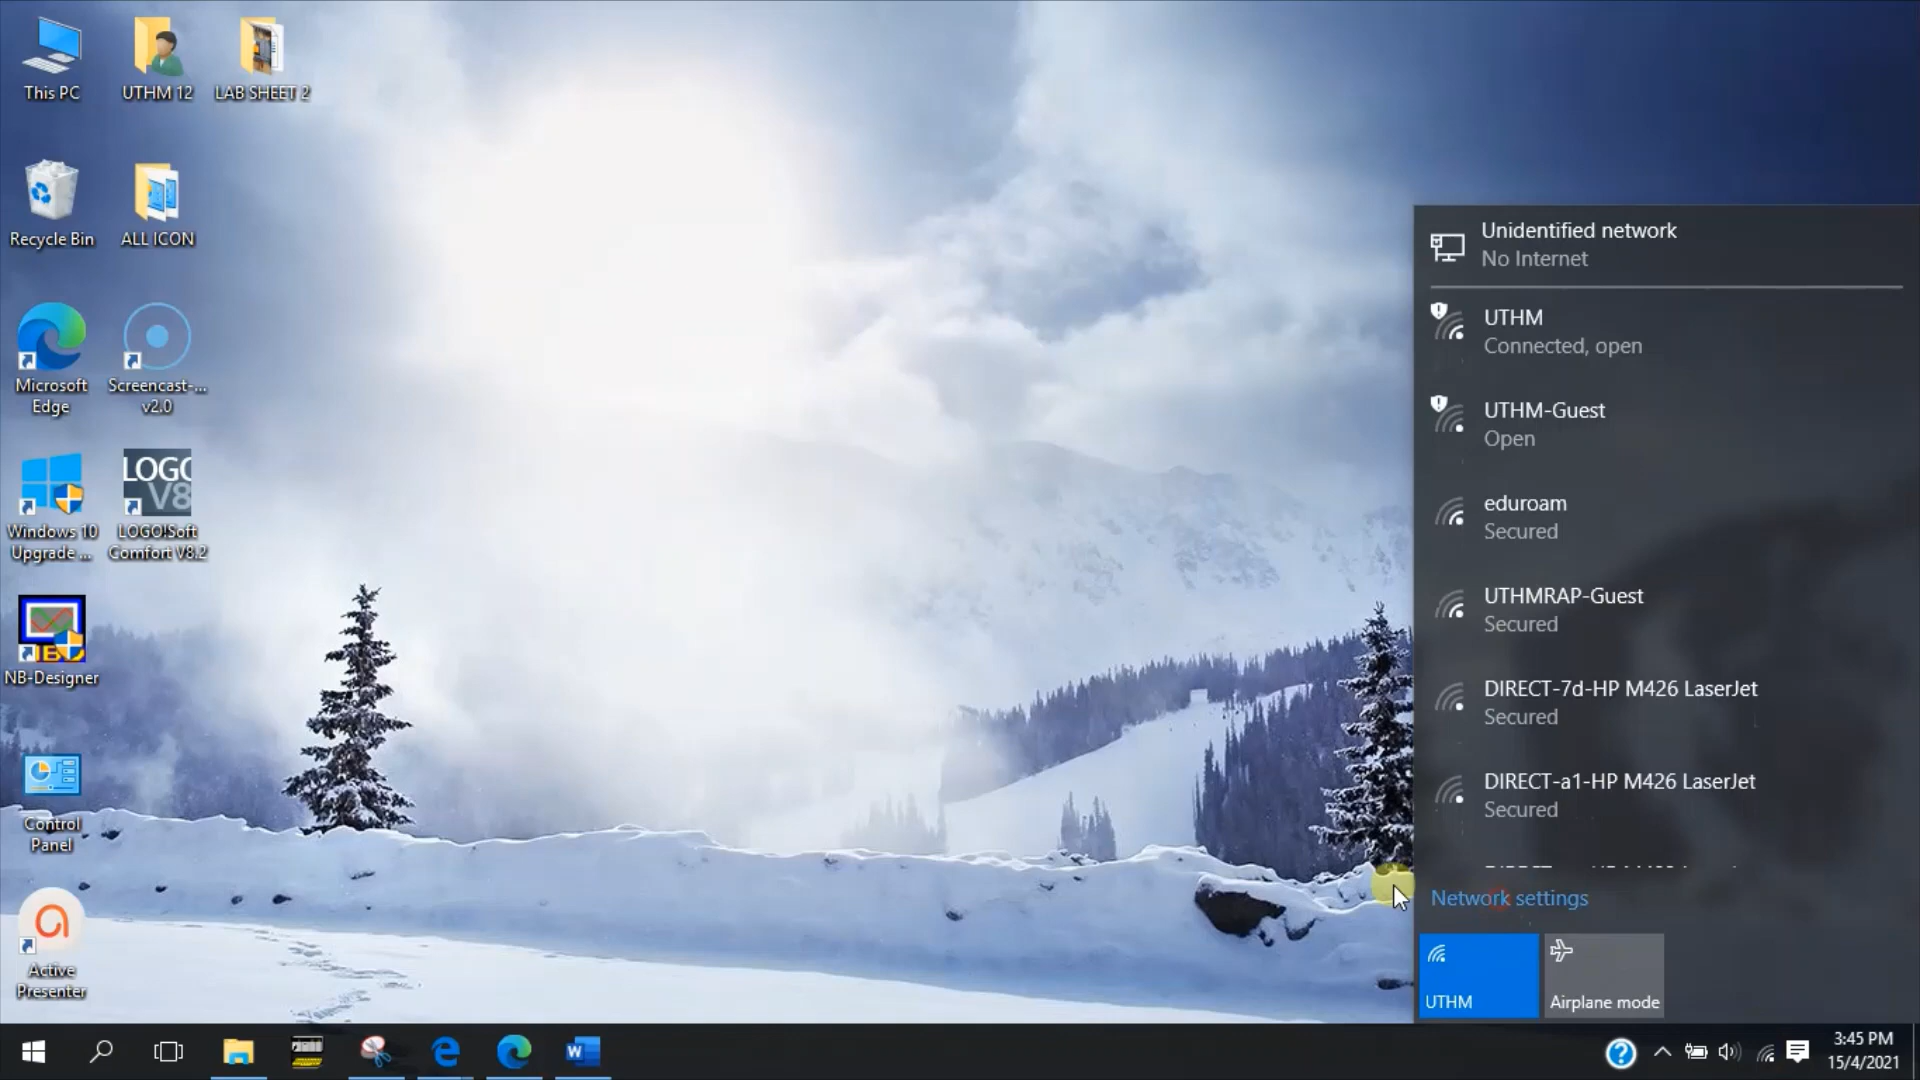 This PC
UTHM 12
LAB SHEET 2
Recycle Bin
ALL ICON
Microsoft
Edge
Screencast-...
v2.0
Windows 10
Upgrade ...
LOGO
V8
LOGO!Soft
Comfort V8.2
NB-Designer
Control
Panel
Active
Presenter
Unidentified network
No Internet
UTHM
Connected, open
UTHM-Guest
Open
eduroam
Secured
UTHMRAP-Guest
Secured
DIRECT-7d-HP M426 LaserJet
Secured
DIRECT-a1-HP M426 LaserJet
Secured
Network settings
UTHM
Airplane mode
3:45 PM
15/4/2021